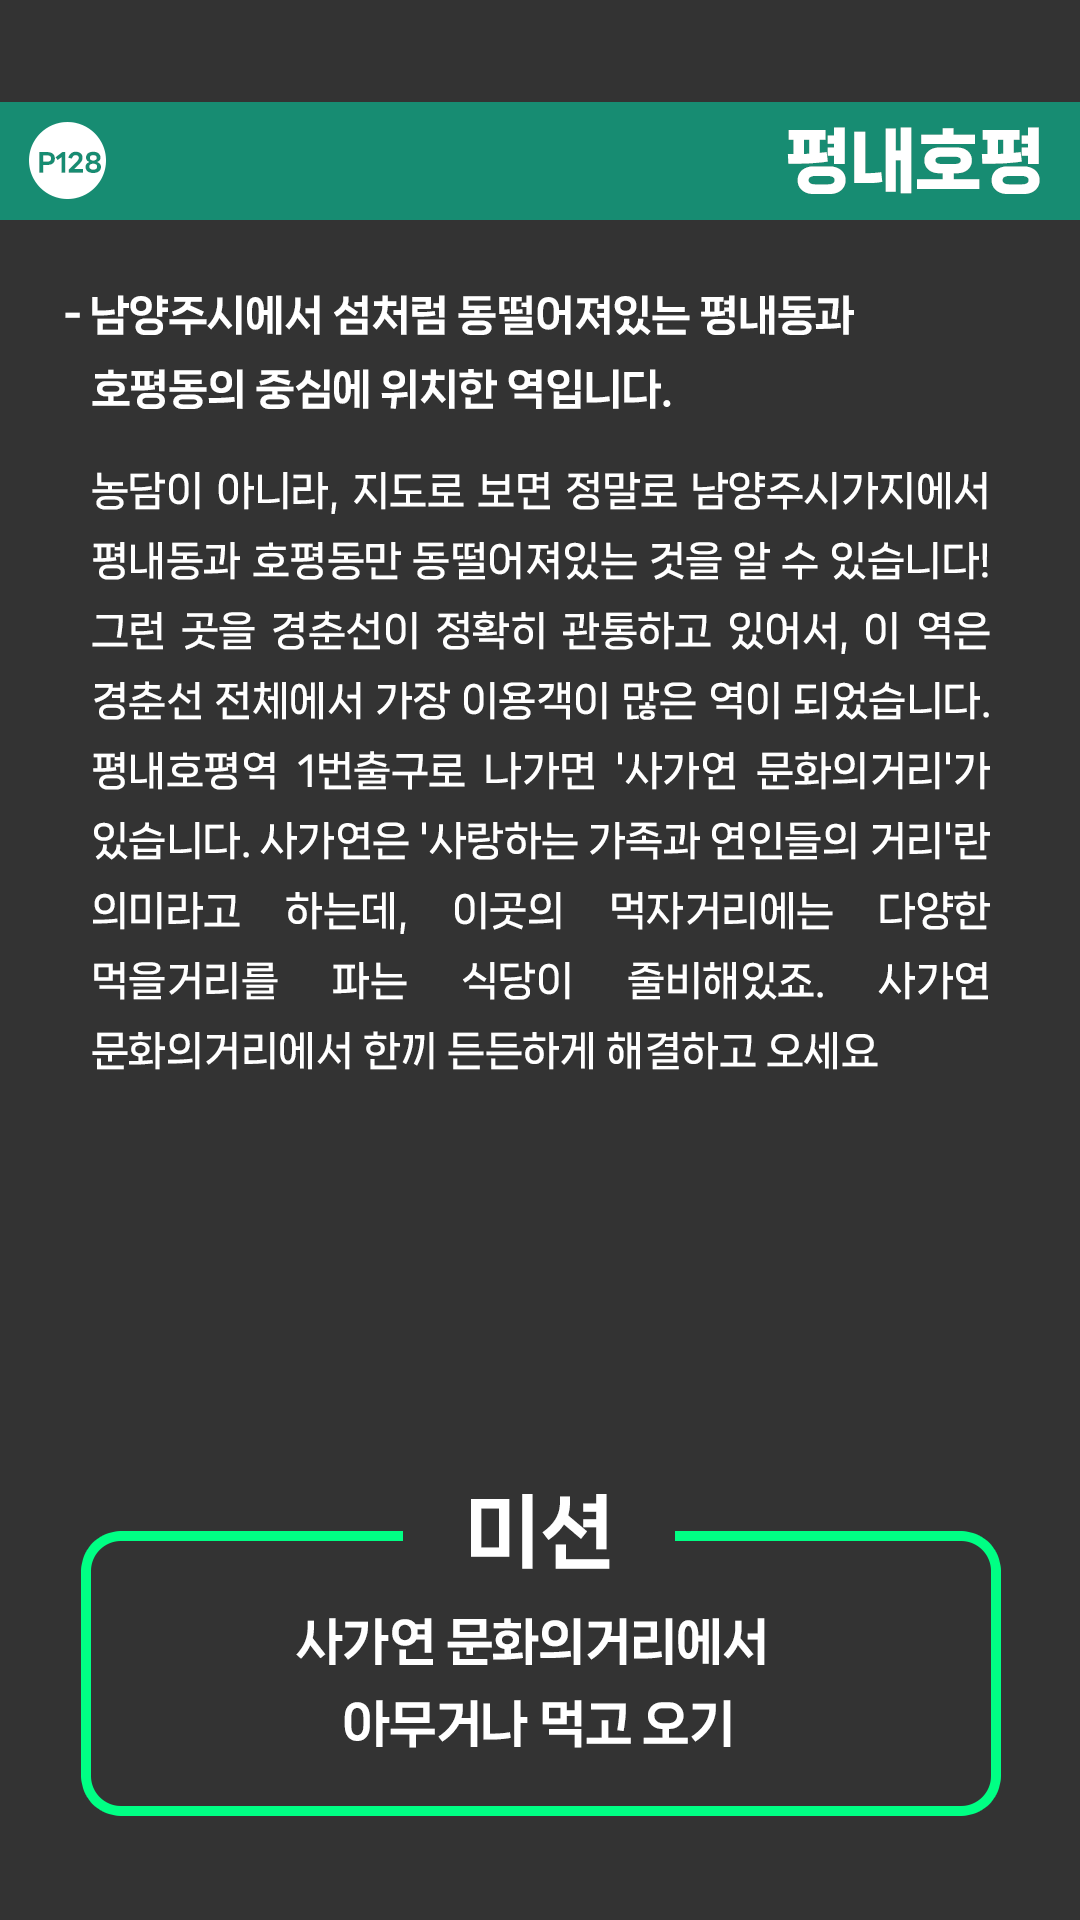 P128
평내호평
- 남양주시에서 섬처럼 동떨어져있는 평내동과
호평동의 중심에 위치한 역입니다.
농담이 아니라, 지도로 보면 정말로 남양주시가지에서
평내동과 호평동만 동떨어져있는 것을 알 수 있습니다!
그런 곳을 경춘선이 정확히 관통하고 있어서, 이 역은
경춘선 전체에서 가장 이용객이 많은 역이 되었습니다.
평내호평역 1번출구로 나가면 '사가연 문화의거리'가
있습니다. 사가연은 '사랑하는 가족과 연인들의 거리'란
의미라고 하는데, 이곳의 먹자거리에는 다양한
먹을거리를 파는 식당이 줄비해있죠. 사가연
문화의거리에서 한끼 든든하게 해결하고 오세요
미션
사가연 문화의거리에서
아무거나 먹고 오기